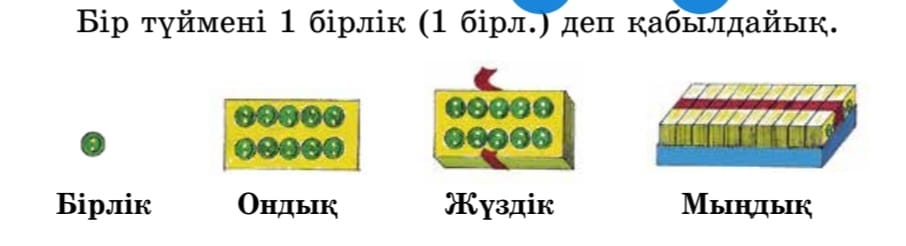 Бір түймені 1 бірлік (1 бірл.) деп қабылдайық.
Бірлік Ондық Жүздік Мыңдық